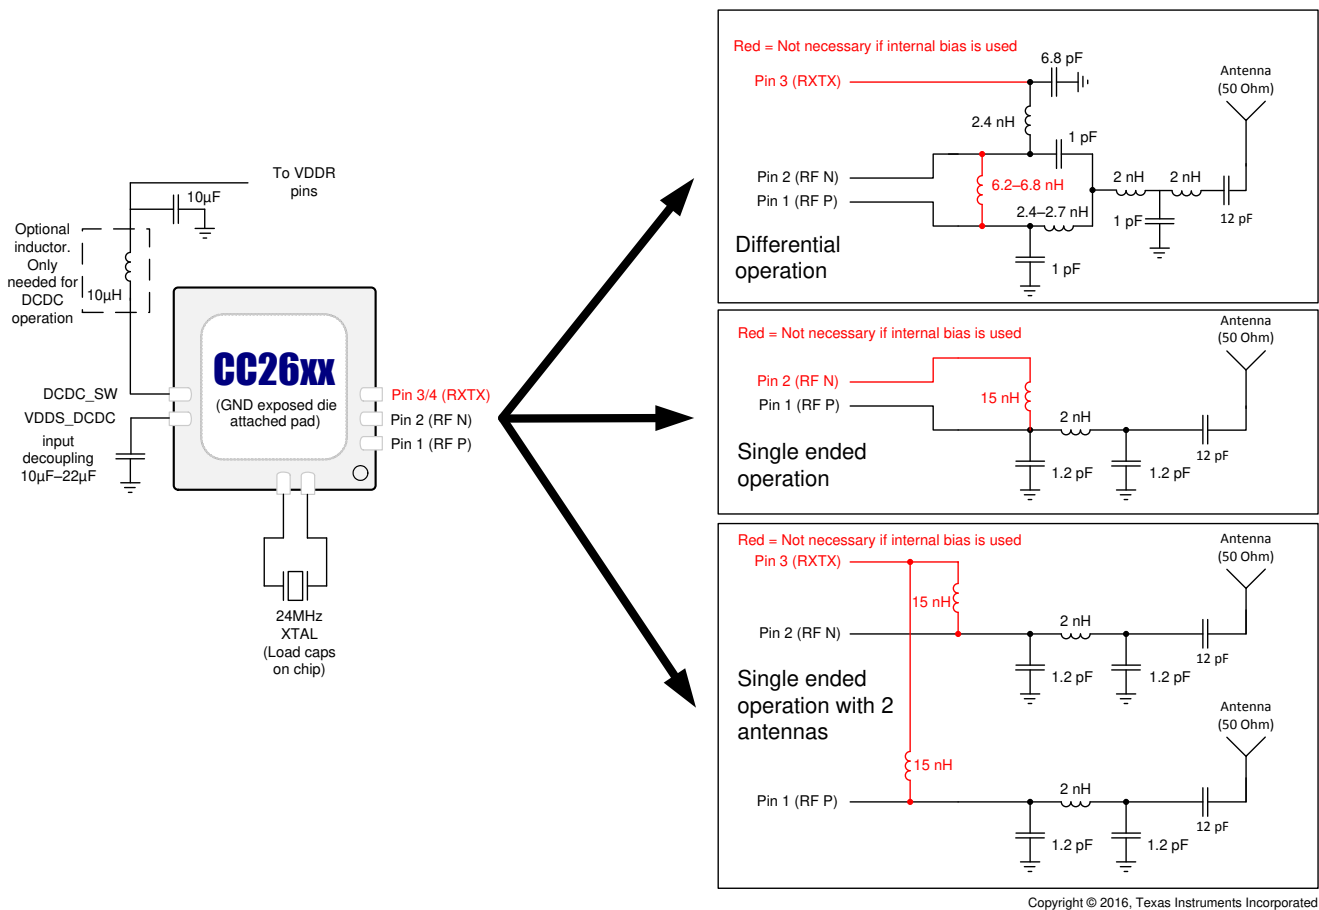 To VDDR
pins
10µF
Optional
inductor.
Only
needed for
DCDC
operation
10µH
CC26xx
(GND exposed die
attached pad)
DCDC_SW
VDDS_DCDC
input
decoupling
10µF–22µF
Pin 3/4 (RXTX)
Pin 2 (RF N)
Pin 1 (RF P)
24MHz
XTAL
(Load caps
on chip)
Red = Not necessary if internal bias is used
Pin 3 (RXTX)
6.8 pF
Antenna
(50 Ohm)
2.4 nH
1 pF
Pin 2 (RF N)
Pin 1 (RF P)
6.2–6.8 nH
2 nH
2 nH
2.4–2.7 nH
1 pF
12 pF
Differential
operation
1 pF
Red = Not necessary if internal bias is used
Antenna
(50 Ohm)
Pin 2 (RF N)
Pin 1 (RF P)
15 nH
2 nH
12 pF
Single ended
operation
1.2 pF
1.2 pF
Red = Not necessary if internal bias is used
Pin 3 (RXTX)
Antenna
(50 Ohm)
15 nH
Pin 2 (RF N)
2 nH
12 pF
1.2 pF
1.2 pF
Single ended
operation with 2
antennas
Antenna
(50 Ohm)
15 nH
Pin 1 (RF P)
2 nH
12 pF
1.2 pF
1.2 pF
Copyright © 2016, Texas Instruments Incorporated